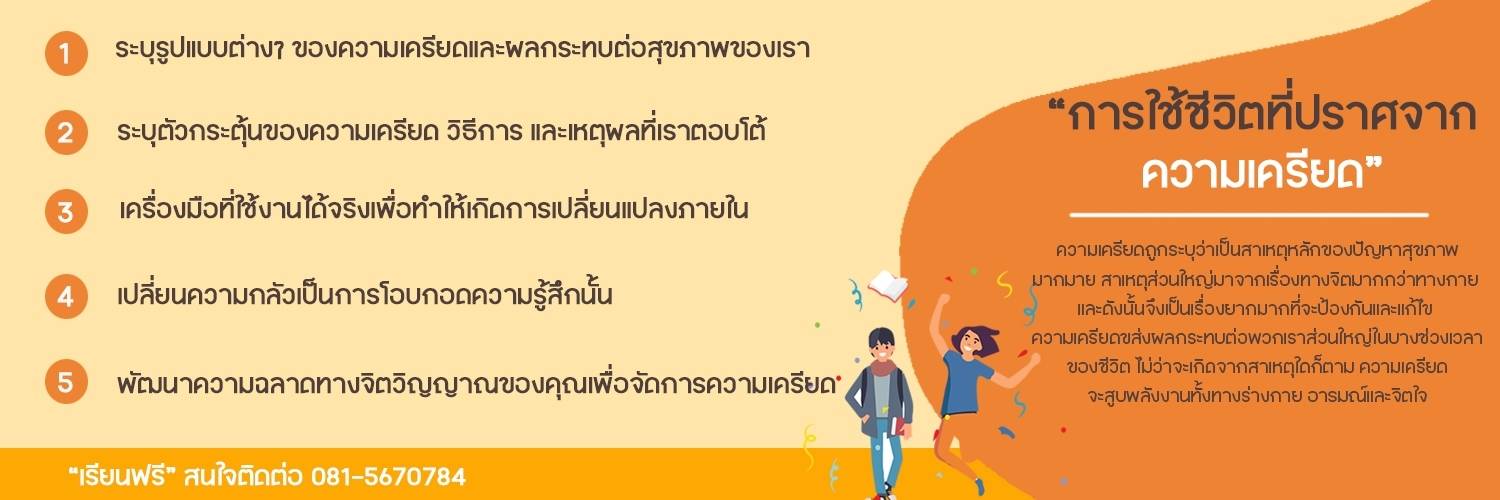 1 ระบุรูปแบบต่างๆ ของความเครียดและผลกระทบต่อสุขภาพของเรา
2 ระบุตัวกระตุ้นของความเครียด วิธีการ และเหตุผลที่เราตอบโต้
3 เครื่องมือที่ใช้งานได้จริงเพื่อทำให้เกิดการเปลี่ยนแปลงภายใน
4 เปลี่ยนความกลัวเป็นการโอบกอดความรู้สึกนั้น
5 พัฒนาความฉลาดทางจิตวิญญาณของคุณเพื่อจัดการความเครียด
“เรียนฟรี” สนใจติดต่อ 081-5670784
“การใช้ชีวิตที่ปราศจาก
ความเครียด”
ความเครียดถูกระบุว่าเป็นสาเหตุหลักของปัญหาสุขภาพ
มากมาย สาเหตุส่วนใหญ่มาจากเรื่องทางจิตมากกว่าทางกาย
และดังนั้นจึงเป็นเรื่องยากมากที่จะป้องกันและแก้ไข
ความเครียดขส่งผลกระทบต่อพวกเราส่วนใหญ่ในบางช่วงเวลา
ของชีวิต ไม่ว่าจะเกิดจากสาเหตุใดก็ตาม ความเครียด
จะสูบพลังงานทั้งทางร่างกาย อารมณ์และจิตใจ